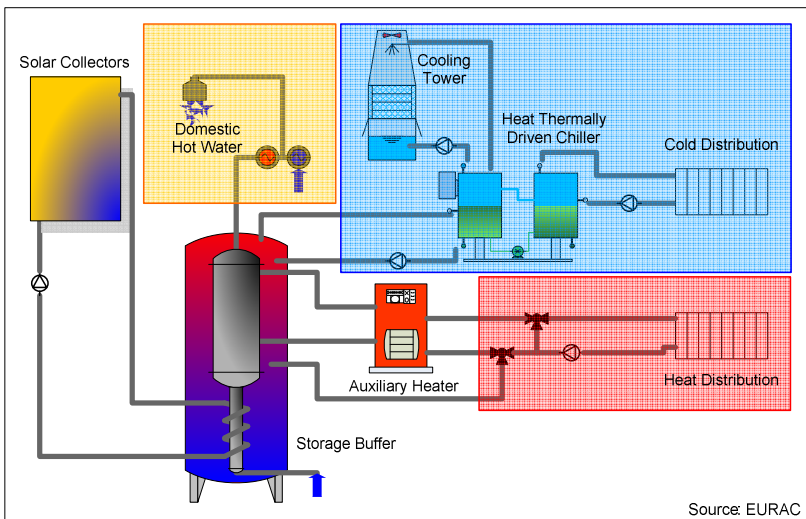 Solar Collectors
Domestic
Hot Water
Cooling
Tower
Heat Thermally
Driven Chiller
Cold Distribution
Auxiliary Heater
Heat Distribution
Storage Buffer
Source: EURAC